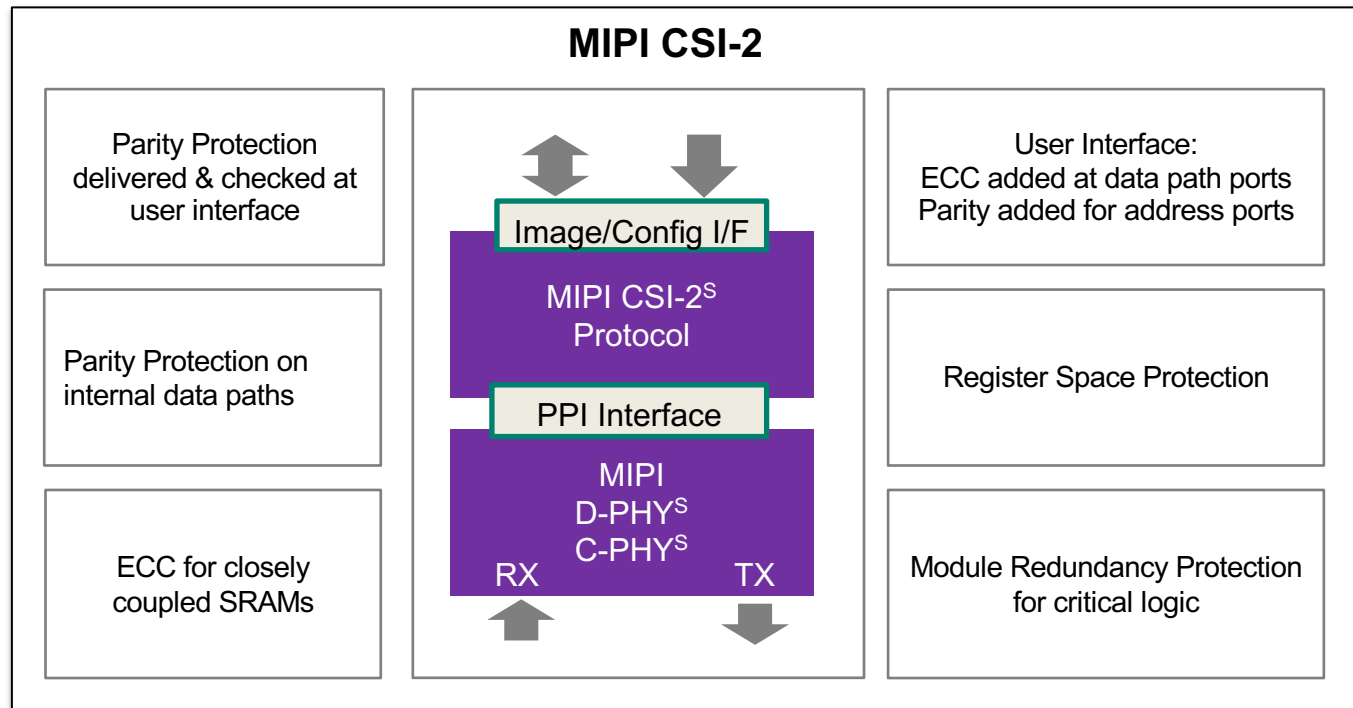 MIPI CSI-2
Parity Protection
delivered & checked at
user interface
Parity Protection on
internal data paths
ECC for closely
coupled SRAMs
Image/Config I/F
MIPI CSI-2ˢ
Protocol
PPI Interface
MIPI
D-PHYˢ
C-PHYˢ
RX TX
User Interface:
ECC added at data path ports
Parity added for address ports
Register Space Protection
Module Redundancy Protection
for critical logic